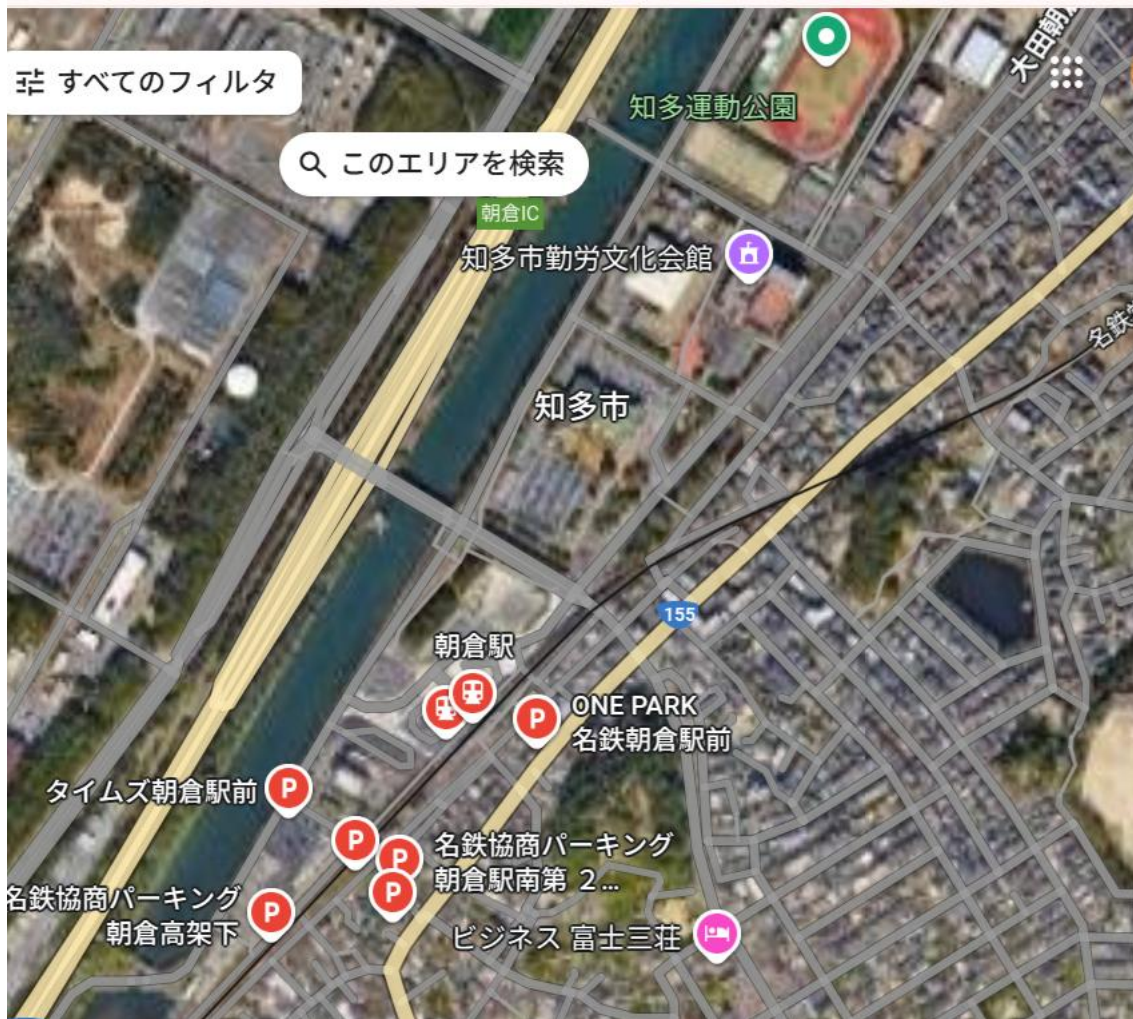 太田朝
すべてのフィルタ
知多運動公園
このエリアを検索
朝倉IC
知多市勤労文化会館
名鉄
知多市
155
朝倉駅
ONE PARK
名鉄朝倉駅前
P
タイムズ朝倉駅前
P
P
P
名鉄協商パーキング
朝倉駅南第 2...
P
名鉄協商パーキング
朝倉高架下
P
ビジネス 富士三荘